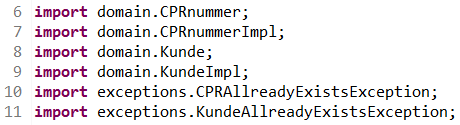 6 import domain.CPRnummer;
7 import domain.CPRnummerImpl;
8 import domain.Kunde;
9 import domain.KundeImpl;
10 import exceptions.CPRAllreadyExistsException;
11 import exceptions.KundeAllreadyExistsException;